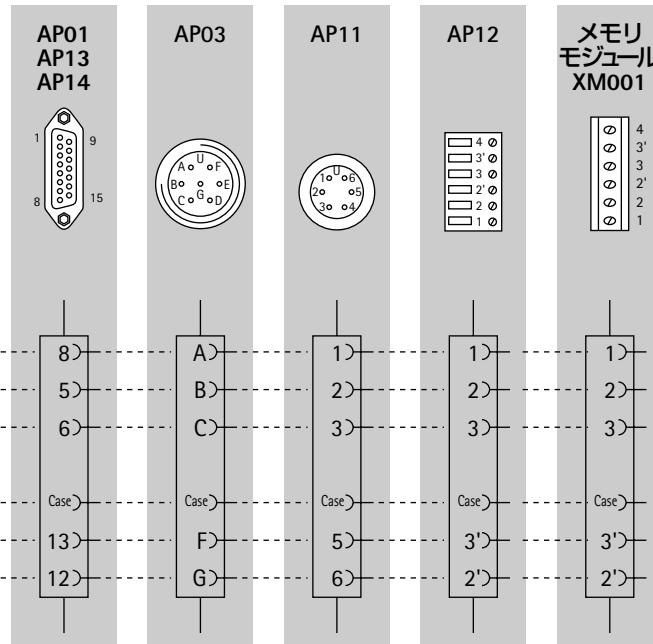 AP01
AP13
AP14
AP03
AP11
AP12
メモリ
モジュール
XM001
1 9
8 15
A U F
B E
C G D
1 U 6
2 5
3 4
4
3'
3
2'
2
1
4
3'
3
2'
2
1
8 A 1 1 1
5 B 2 2 2
6 C 3 3 3
Case Case Case Case Case
13 F 5 3' 3'
12 G 6 2' 2'